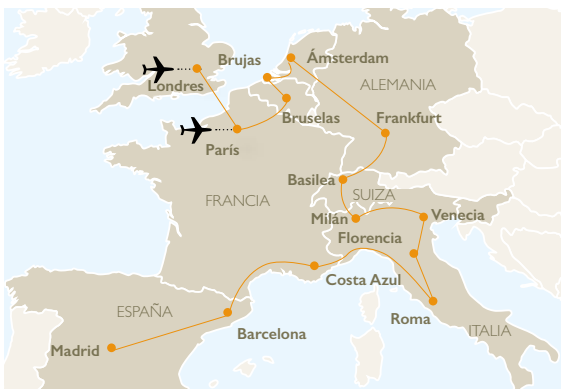 Brujas
Ámsterdam
Londres
ALEMANIA
Bruselas
Frankfurt
París
Basilea
SUIZA
FRANCIA
Milán
Venecia
Florencia
Costa Azul
ESPAÑA
Roma
Barcelona
ITALIA
Madrid